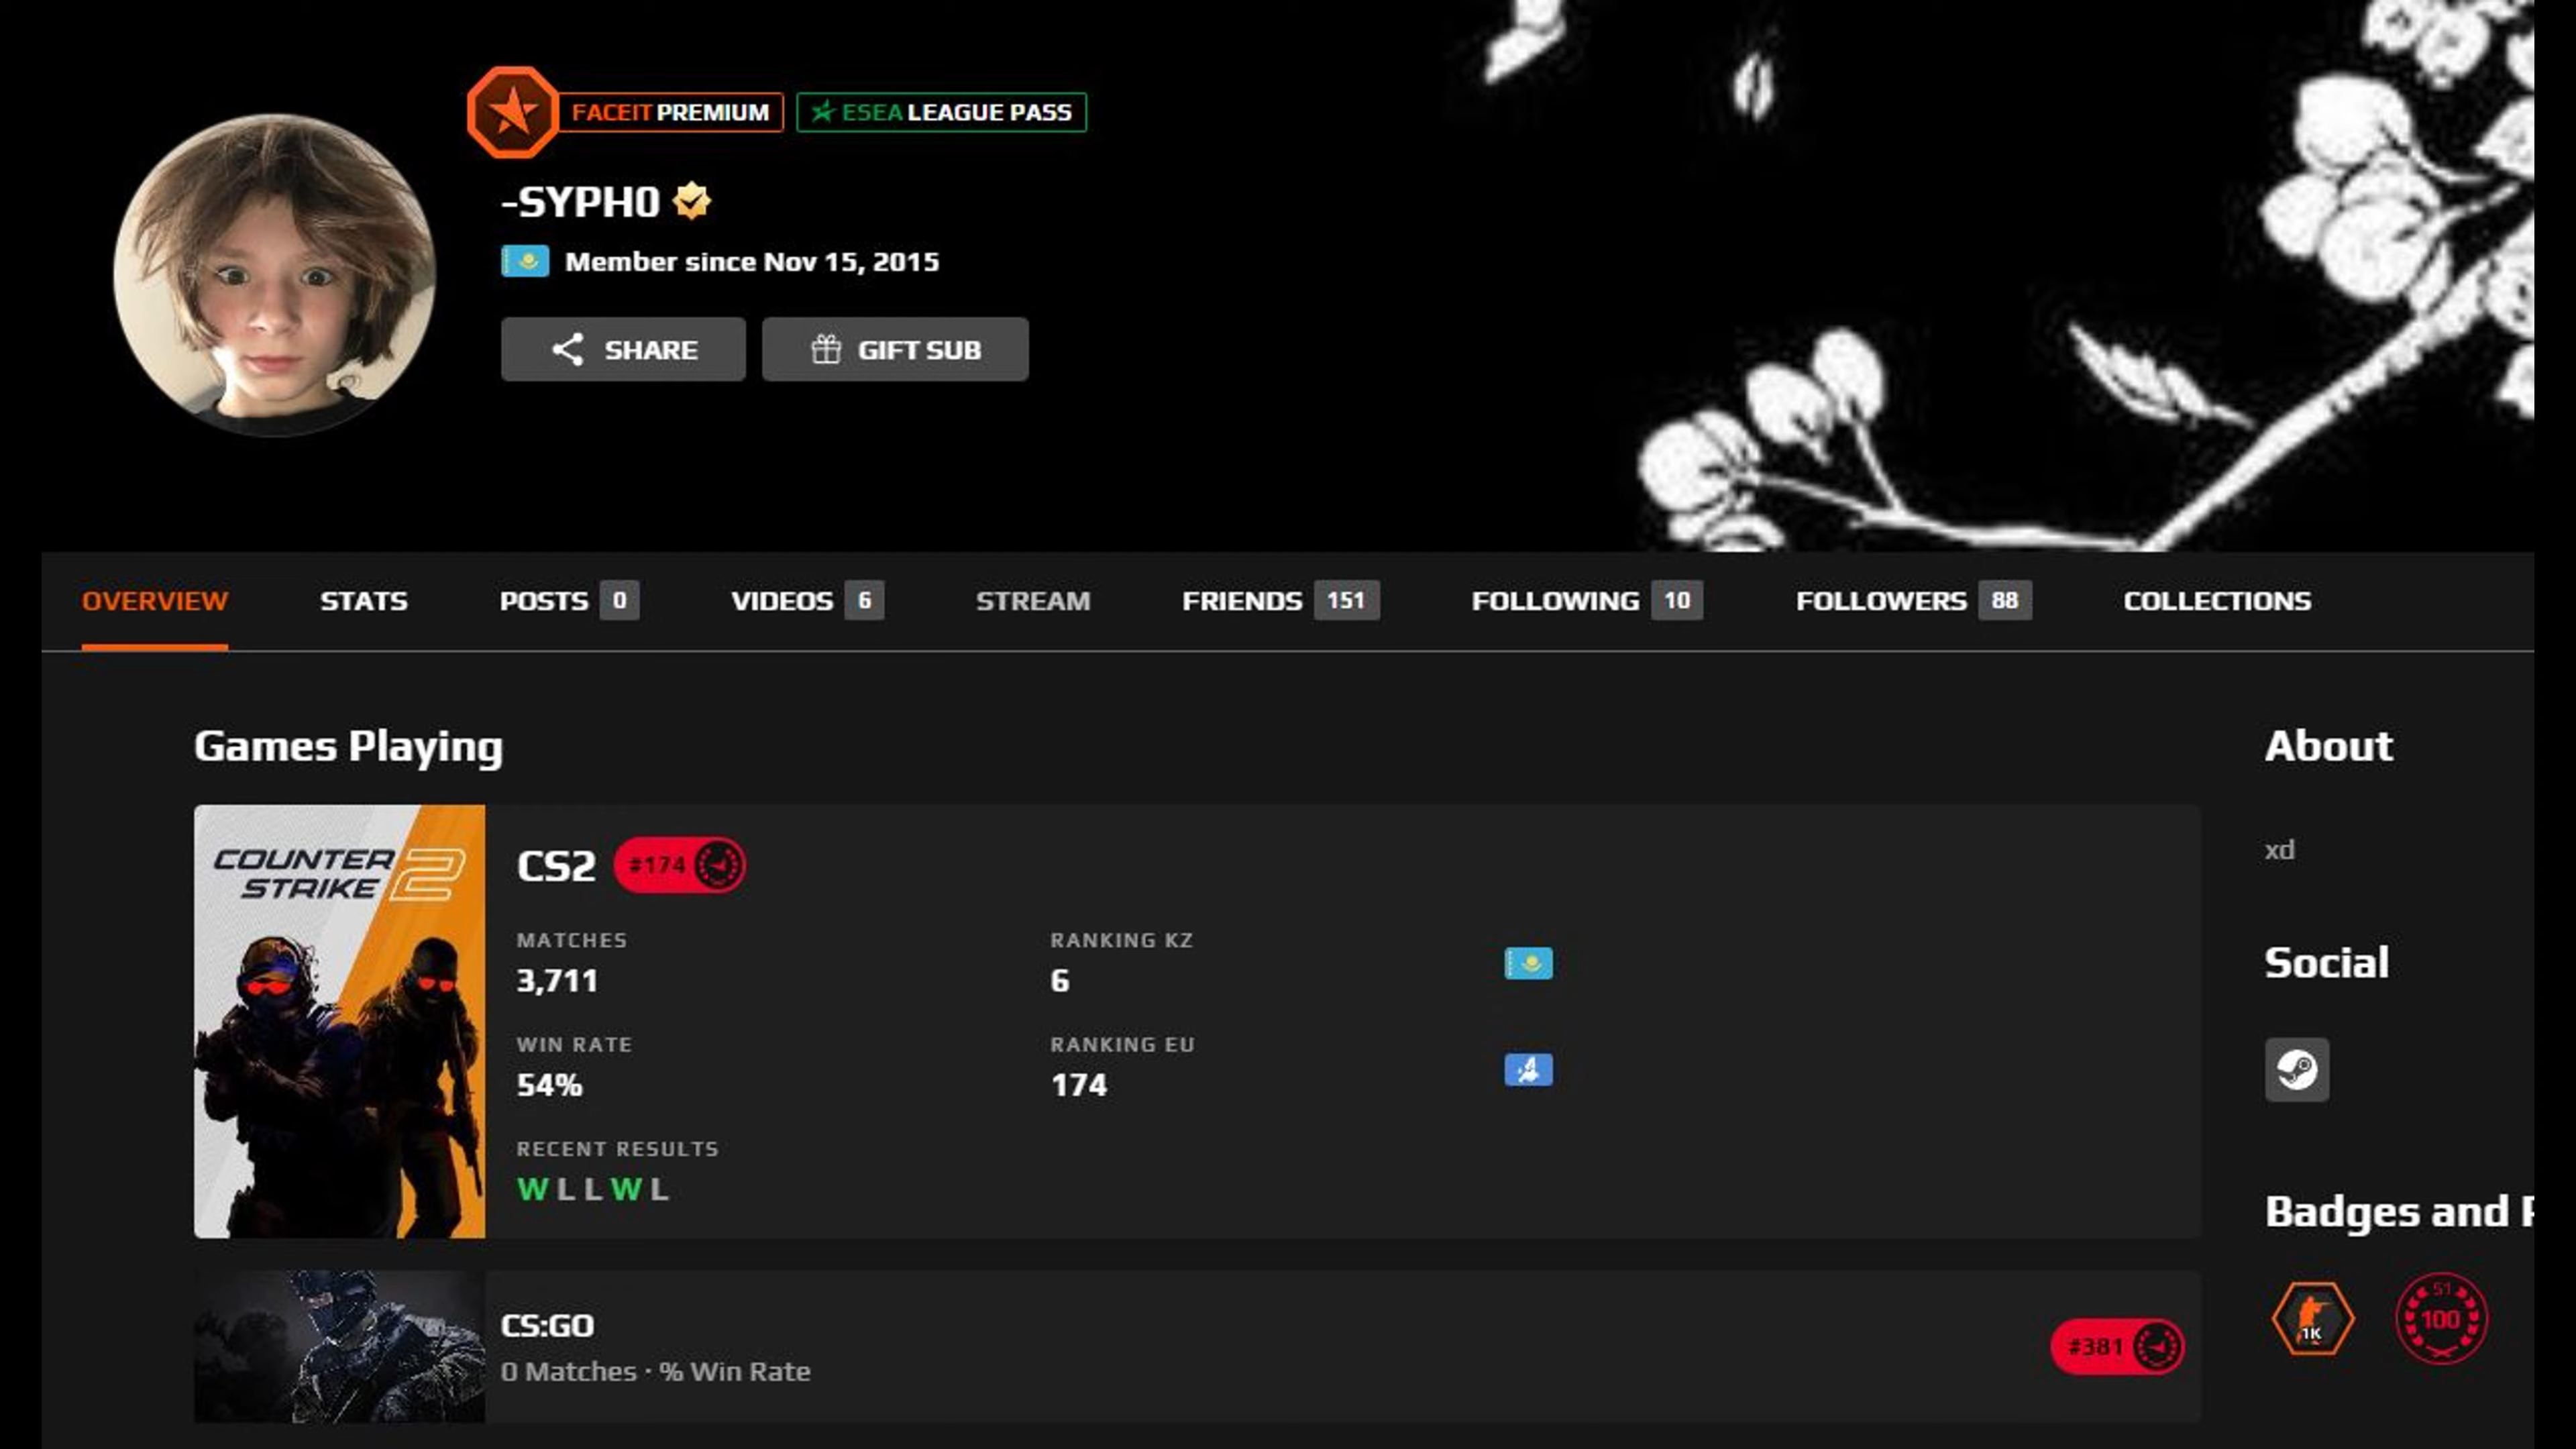 FACEIT PREMIUM
ESEA LEAGUE PASS
-SYPH0
Member since Nov 15, 2015
SHARE
GIFT SUB
OVERVIEW
STATS
POSTS 0
VIDEOS 6
STREAM
FRIENDS 151
FOLLOWING 10
FOLLOWERS 88
COLLECTIONS
Games Playing
COUNTER
STRIKE 2
CS2 #174
MATCHES
3,711
RANKING KZ
6
WIN RATE
54%
RANKING EU
174
RECENT RESULTS
W L L W L
CS:GO
0 Matches · % Win Rate
#381
About
xd
Social
Badges and
1K
51
100